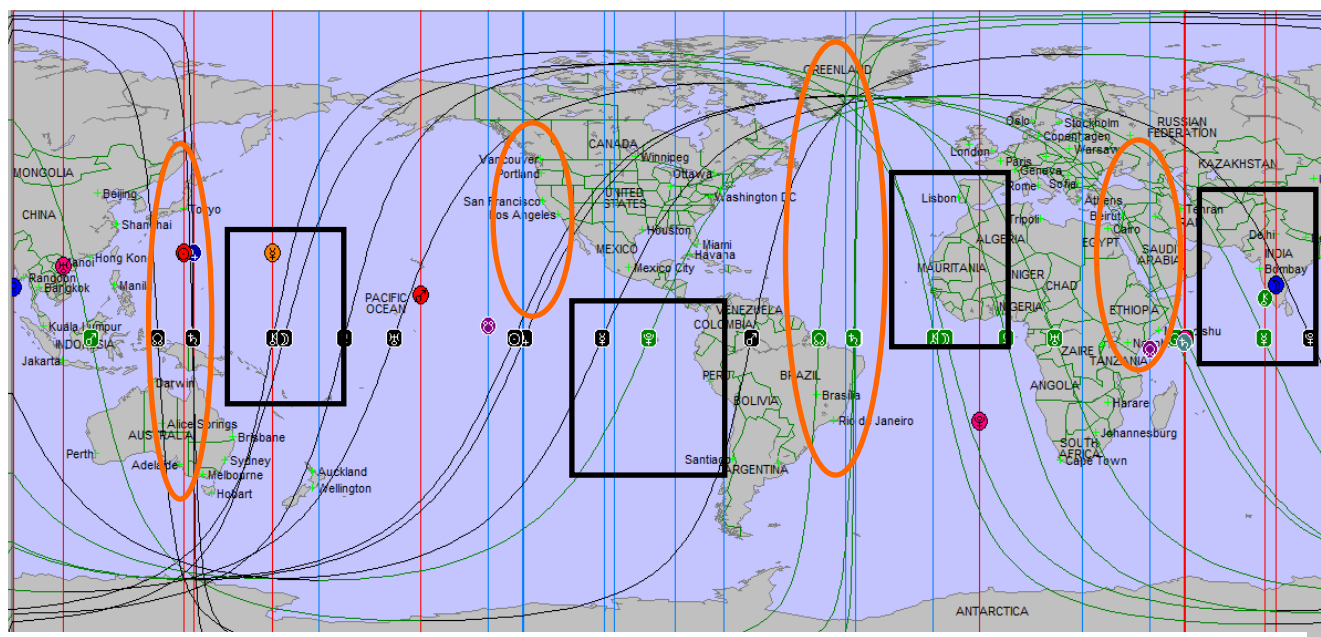 GREENLAND
Oslo
Stockholm
RUSSIAN
FEDERATION
Copenhagen
Warsaw
London
Paris
Geneva
Rome
Sofia
KAZAKHSTAN
CANADA
Winnipeg
Vancouver
Portland
Ottawa
UNITED
STATES
Washington DC
San Francisco
Los Angeles
MONGOLIA
Beijing
CHINA
Tokyo
Shanghai
Lisbon
Athens
Tripoli
Beirut
Cairo
Tehran
ALGERIA
EGYPT
SAUDI
ARABIA
Delhi
INDIA
Bombay
Houston
MEXICO
Miami
Havana
Mexico City
Hanoi
Hong Kong
Rangoon
Bangkok
Manil
MAURITANIA
NIGER
CHAD
NIGERIA
ETHIOPIA
PACIFIC
OCEAN
VENEZUELA
COLOMBIA
Kuala Lumpur
INDONESIA
Jakarta
ZAIRE
TANZANIA
PERU
BRAZIL
Brasilia
BOLIVIA
Rio de Janeiro
ANGOLA
Harare
Darwin
Alice Springs
AUSTRALIA
Brisbane
Perth
Adelaide
Sydney
Melbourne
Hobart
Auckland
Wellington
Santiago
ARGENTINA
Johannesburg
SOUTH
AFRICA
Cape Town
ANTARCTICA